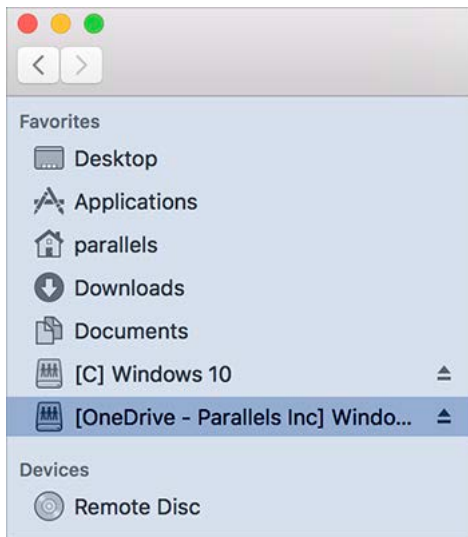 Favorites
Desktop
Applications
parallels
Downloads
Documents
[C] Windows 10
[OneDrive - Parallels Inc] Windo...
Devices
Remote Disc